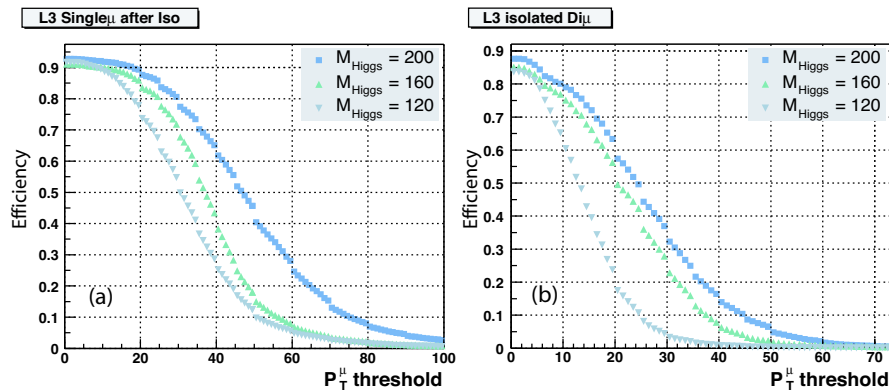 L3 Singleμ after Iso
Efficiency
0.9
0.8
0.7
0.6
0.5
0.4
0.3
0.2
0.1
0
M_Higgs = 200
M_Higgs = 160
M_Higgs = 120
(a)
0 20 40 60 80 100
P_T^μ threshold
L3 isolated Diμ
Efficiency
0.9
0.8
0.7
0.6
0.5
0.4
0.3
0.2
0.1
0
M_Higgs = 200
M_Higgs = 160
M_Higgs = 120
(b)
0 10 20 30 40 50 60 70
P_T^μ threshold